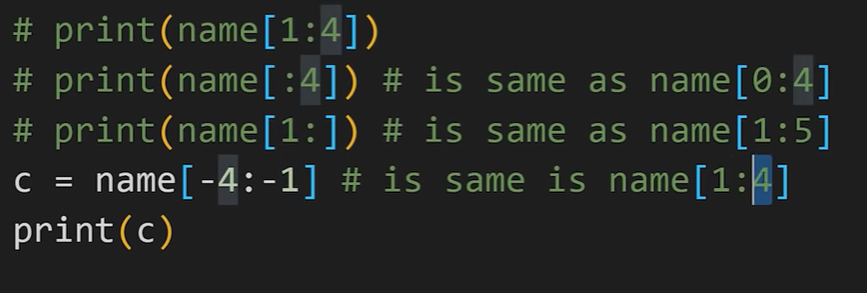 # print(name[1:4])
# print(name[:4]) # is same as name[0:4]
# print(name[1:]) # is same as name[1:5]
c = name[-4:-1] # is same is name[1:4]
print(c)